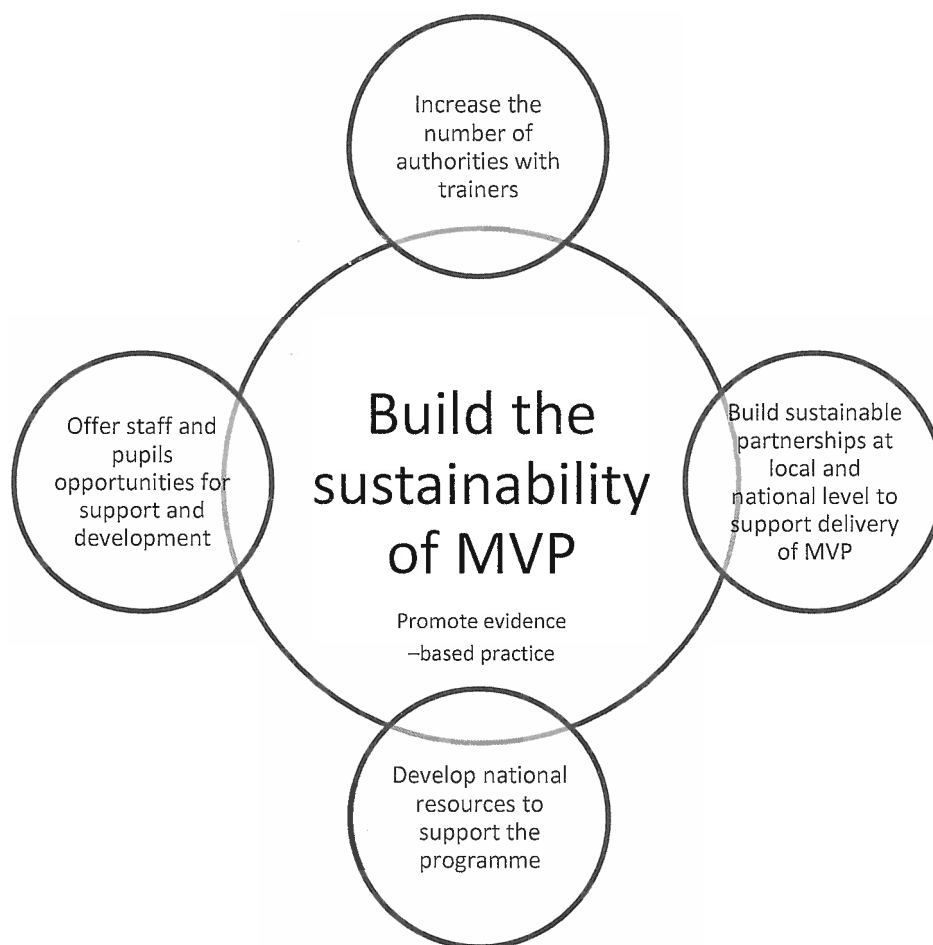 Increase the
number of
authorities with
trainers
Offer staff and
pupils
opportunities for
support and
development
Build the
sustainability
of MVP
Promote evidence
–based practice
Build sustainable
partnerships at
local and
national level to
support delivery
of MVP
Develop national
resources to
support the
programme